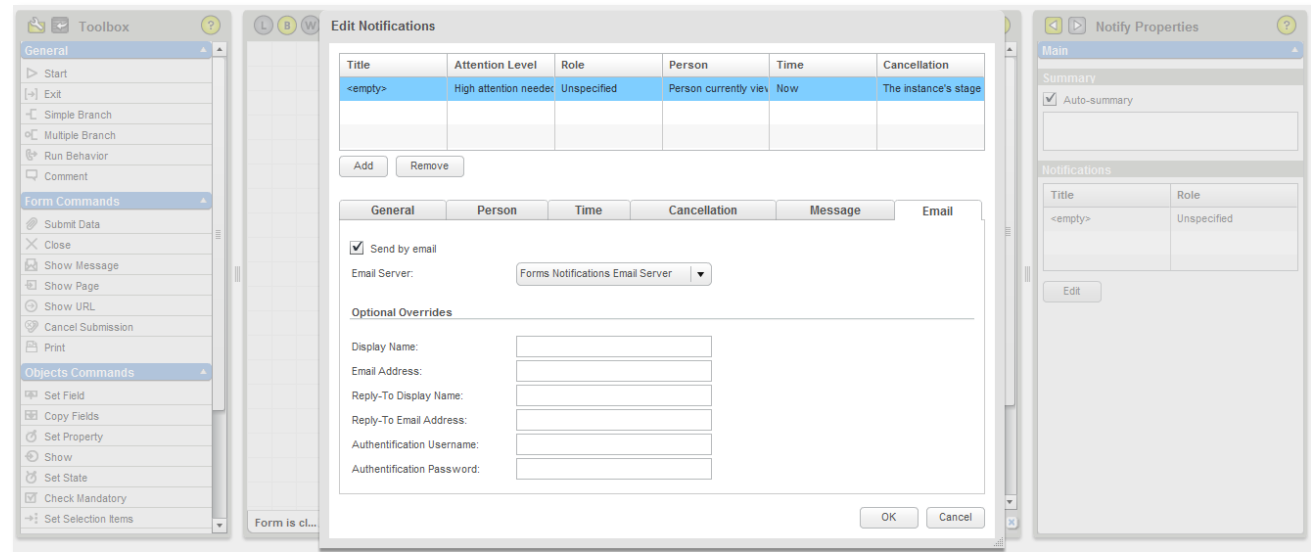 Toolbox
?
General
Start
Exit
Simple Branch
Multiple Branch
Run Behavior
Comment
Form Commands
Submit Data
Close
Show Message
Show Page
Show URL
Cancel Submission
Print
Objects Commands
Set Field
Copy Fields
Set Property
Show
Set State
Check Mandatory
Set Selection Items
L B W
Form is cl...
Edit Notifications
Title Attention Level Role Person Time Cancellation
<empty> High attention needed Unspecified Person currently view Now The instance's stage
Add Remove
General Person Time Cancellation Message Email
Send by email
Email Server: Forms Notifications Email Server
Optional Overrides
Display Name:
Email Address:
Reply-To Display Name:
Reply-To Email Address:
Authentification Username:
Authentification Password:
OK Cancel
Notify Properties
?
Main
Summary
Auto-summary
Notifications
Title Role
<empty> Unspecified
Edit